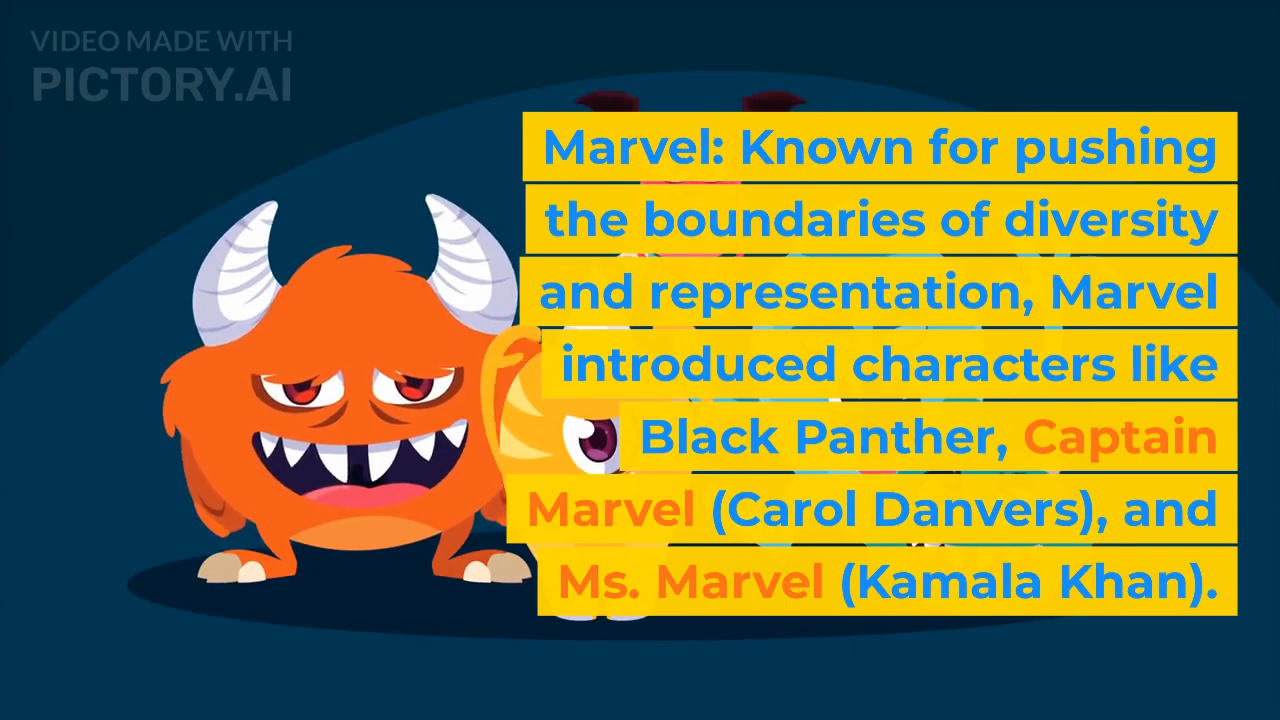 VIDEO MADE WITH
PICTORY.AI
Marvel: Known for pushing
the boundaries of diversity
and representation, Marvel
introduced characters like
Black Panther, Captain
Marvel (Carol Danvers), and
Ms. Marvel (Kamala Khan).